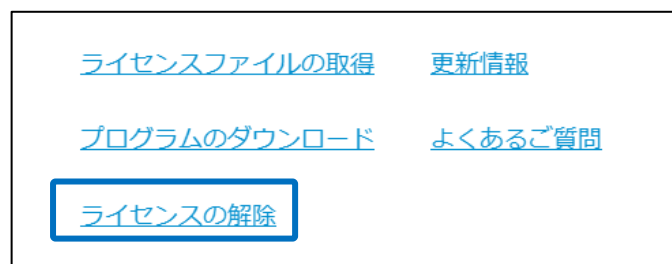 ライセンスファイルの取得 更新情報
プログラムのダウンロード よくあるご質問
ライセンスの解除